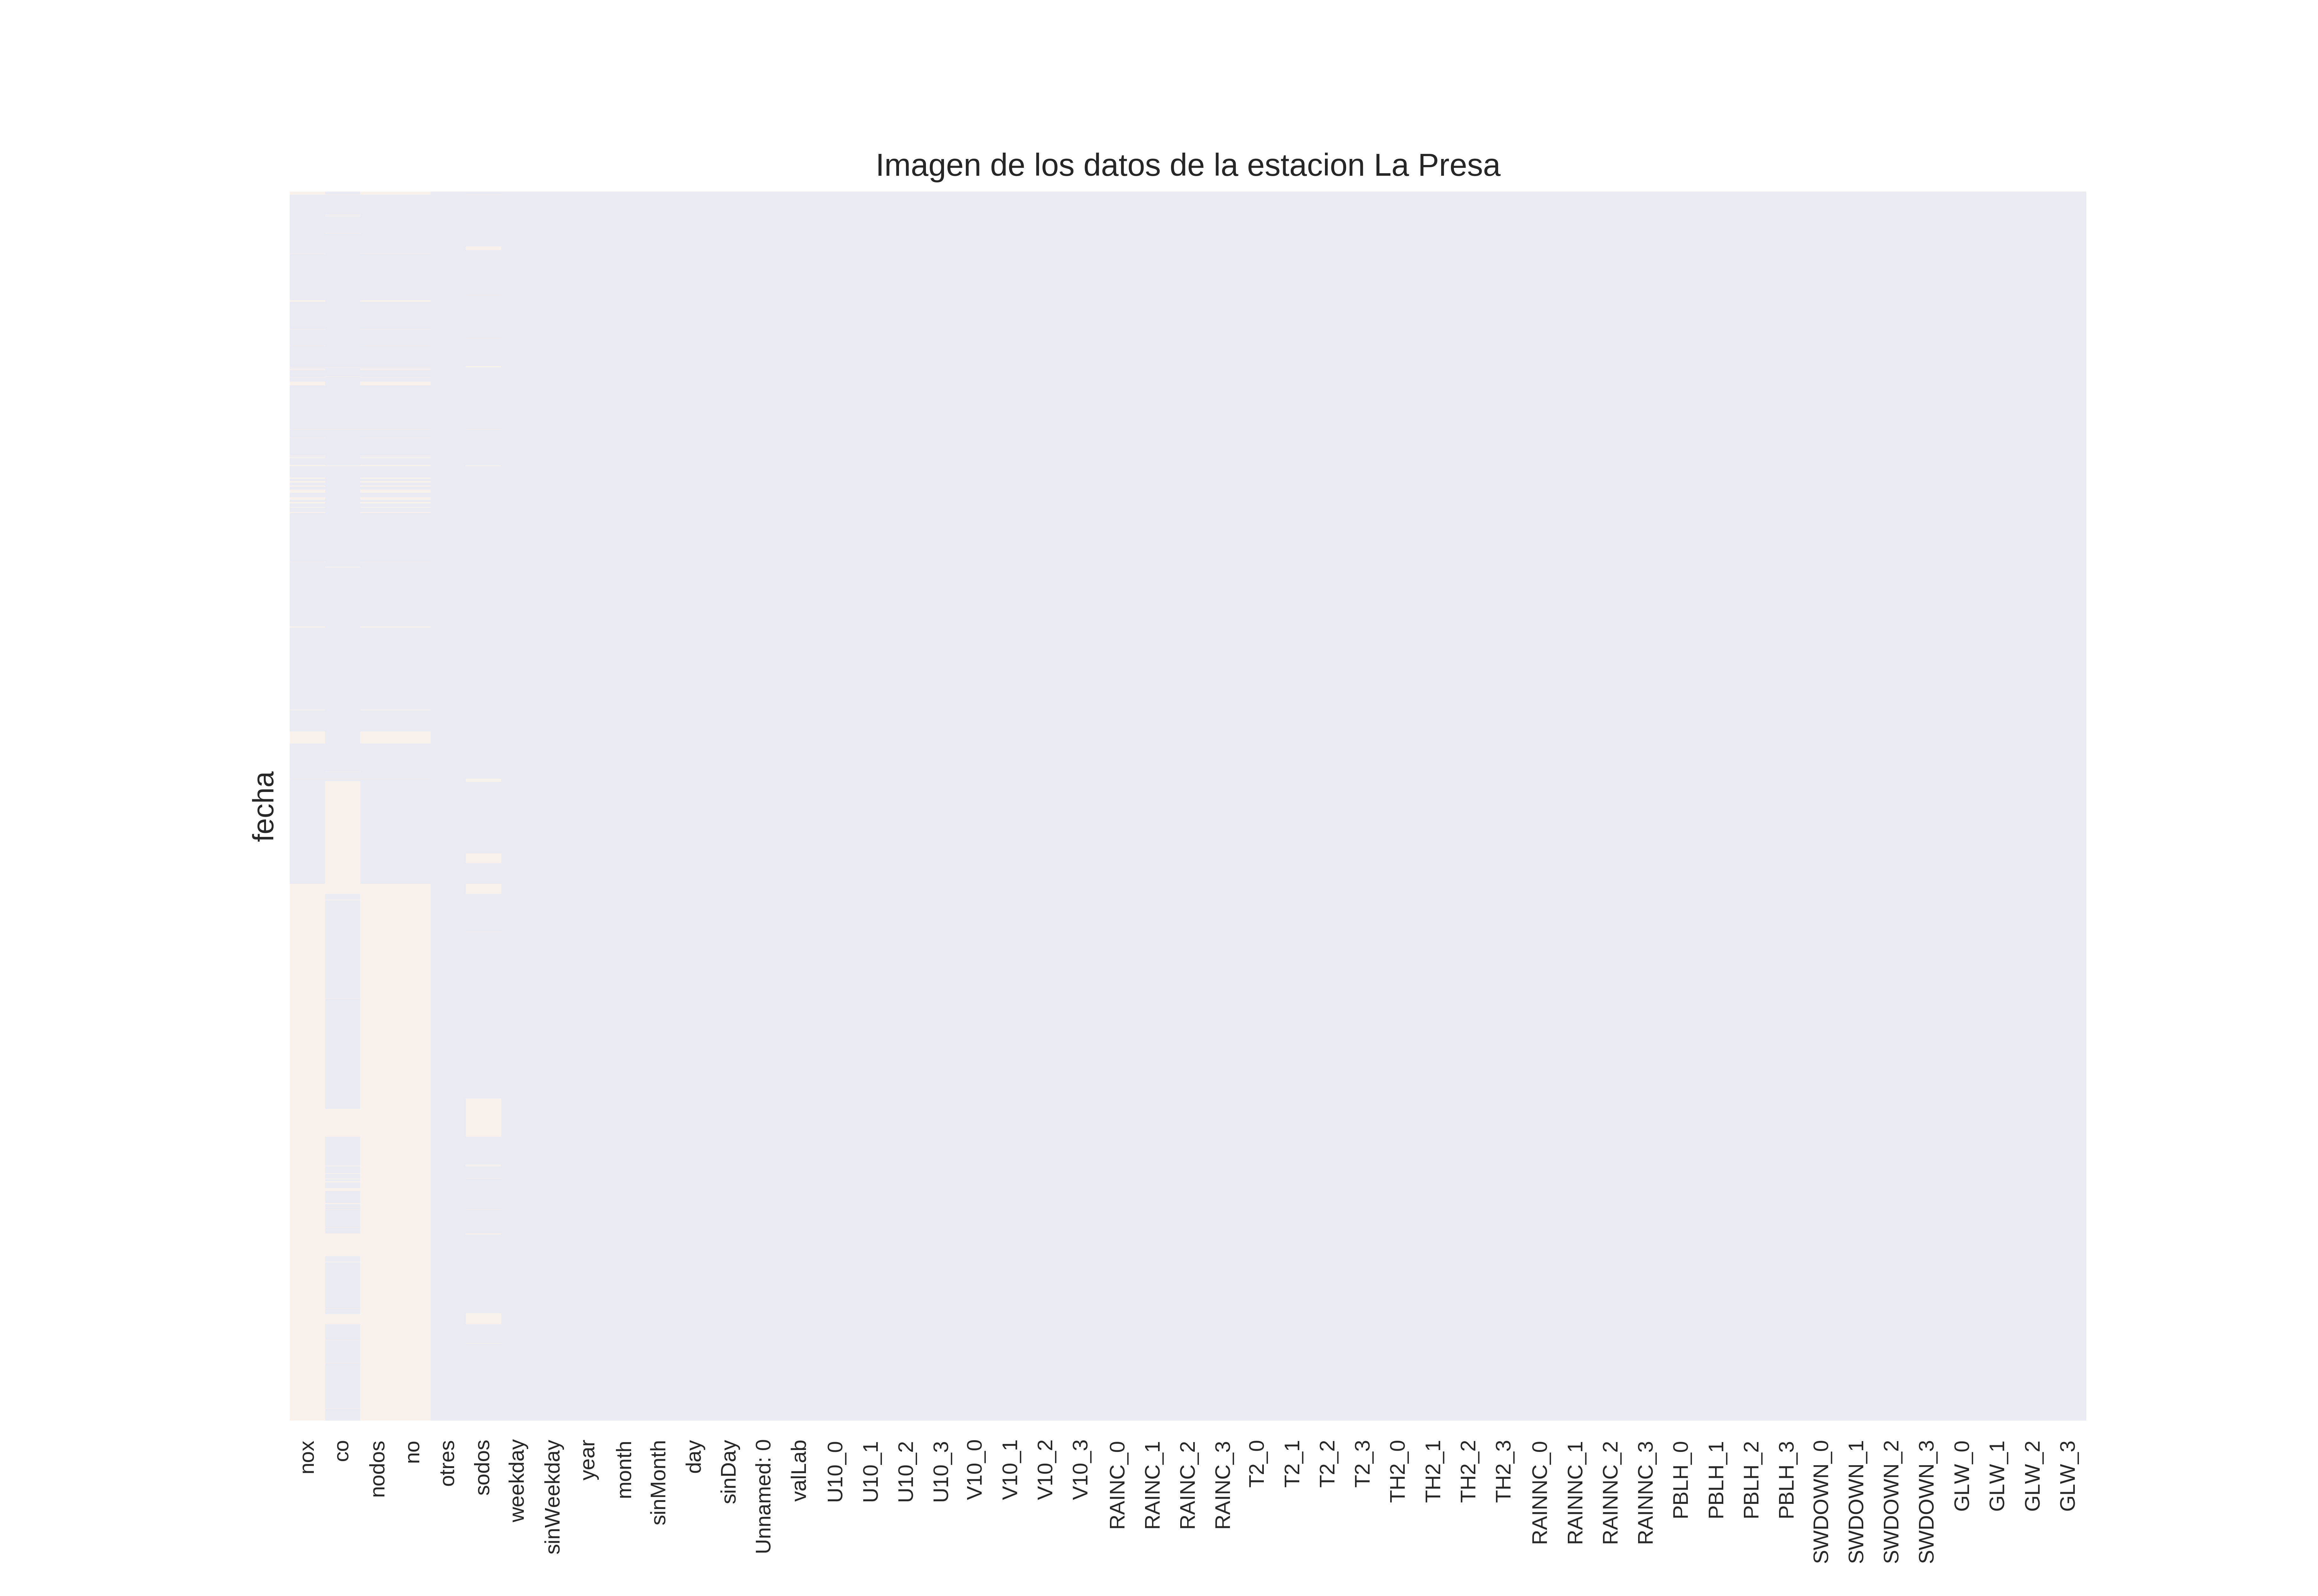 Imagen de los datos de la estacion La Presa
fecha
nox
co
nodos
no
otres
sodos
weekday
sinWeekday
year
month
sinMonth
day
sinDay
Unnamed: 0
valLab
U10_0
U10_1
U10_2
U10_3
V10_0
V10_1
V10_2
V10_3
RAINC_0
RAINC_1
RAINC_2
RAINC_3
T2_0
T2_1
T2_2
T2_3
TH2_0
TH2_1
TH2_2
TH2_3
RAINNC_0
RAINNC_1
RAINNC_2
RAINNC_3
PBLH_0
PBLH_1
PBLH_2
PBLH_3
SWDOWN_0
SWDOWN_1
SWDOWN_2
SWDOWN_3
GLW_0
GLW_1
GLW_2
GLW_3